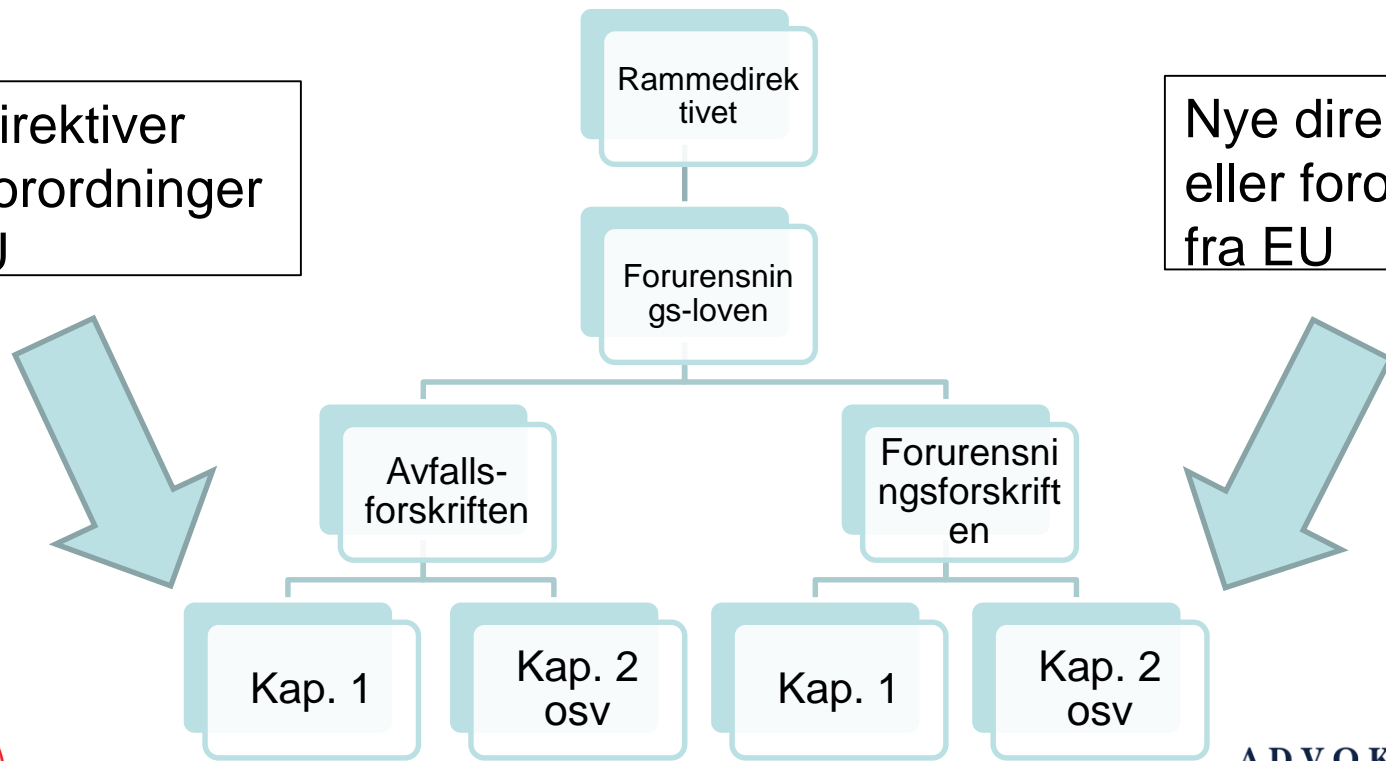 Rammedirek
tivet
irektiver
orordninger
Nye dire
eller foro
fra EU
Forurensnin
gs-loven
Avfalls-
forskriften
Forurensni
ngsforskrift
en
Kap. 1
Kap. 2
osv
Kap. 1
Kap. 2
osv
ADVOK